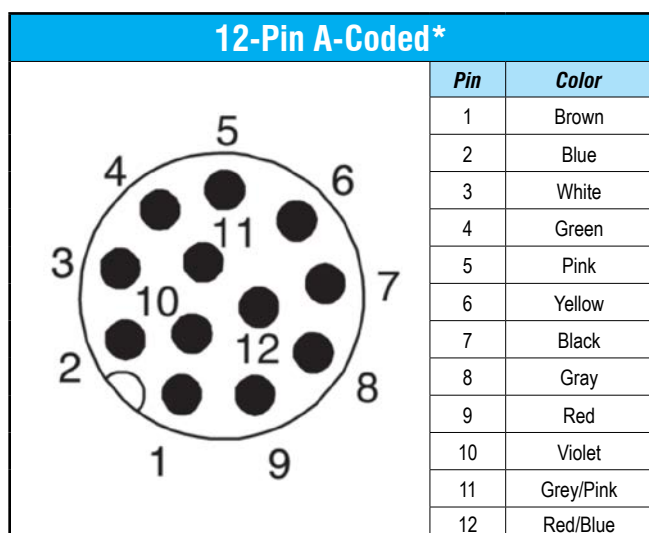 12-Pin A-Coded*
Pin Color
1 Brown
2 Blue
3 White
4 Green
5 Pink
6 Yellow
7 Black
8 Gray
9 Red
10 Violet
11 Grey/Pink
12 Red/Blue
5
4 6
11
3 7
10
12
2 8
1 9